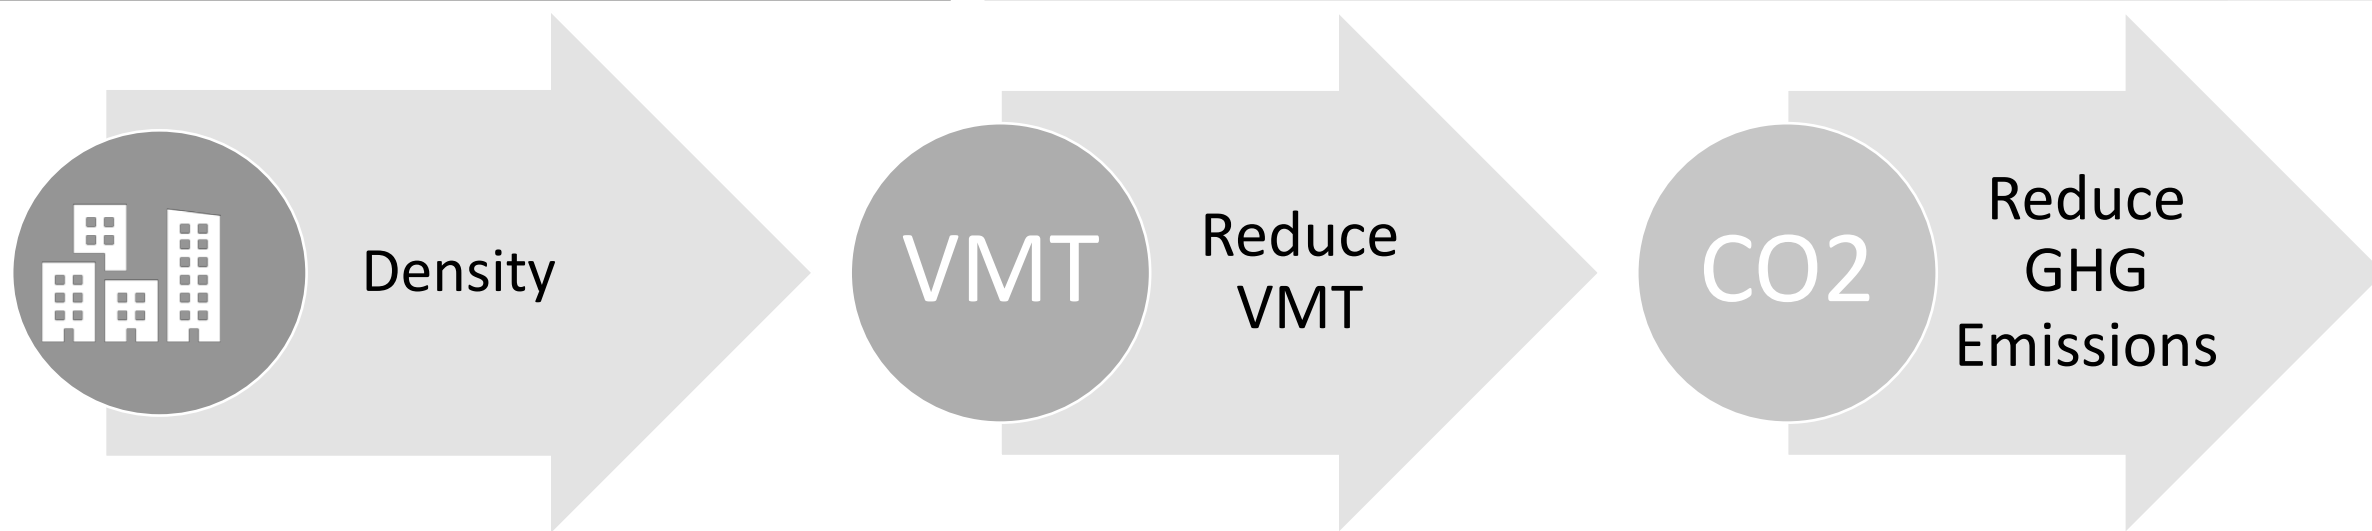 Density
VMT
Reduce
VMT
CO2
Reduce
GHG
Emissions